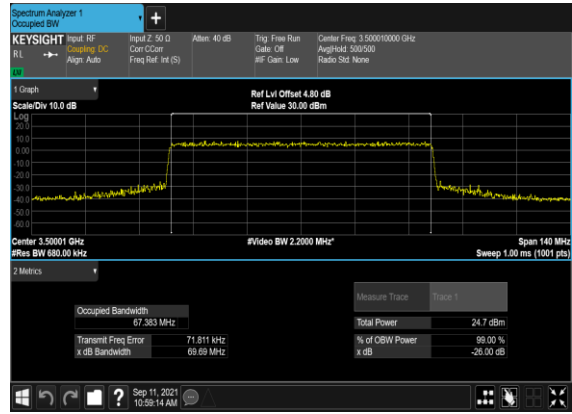 Spectrum Analyzer 1
Occupied BW
+
KEYSIGHT Input: RF Input Z: 50 Ω Atten: 40 dB Trig: Free Run Center Freq: 3.500010000 GHz
RL Coupling: DC Corr CCorr Gate: Off Avg|Hold: 500/500
Align: Auto Freq Ref: Int (S) #IF Gain: Low Radio Std: None
LW
1 Graph
Ref Lvl Offset 4.80 dB
Scale/Div 10.0 dB Ref Value 30.00 dBm
Log
20.0
10.0
0.00
-10.0
-20.0
-30.0
-40.0
-50.0
-60.0
Center 3.50001 GHz #Video BW 2.2000 MHz* Span 140 MHz
#Res BW 680.00 kHz Sweep 1.00 ms (1001 pts)
2 Metrics
Measure Trace Trace 1
Occupied Bandwidth
67.383 MHz Total Power 24.7 dBm
Transmit Freq Error 71.811 kHz % of OBW Power 99.00 %
x dB Bandwidth 69.69 MHz x dB -26.00 dB
? Sep 11, 2021
10:59:14 AM